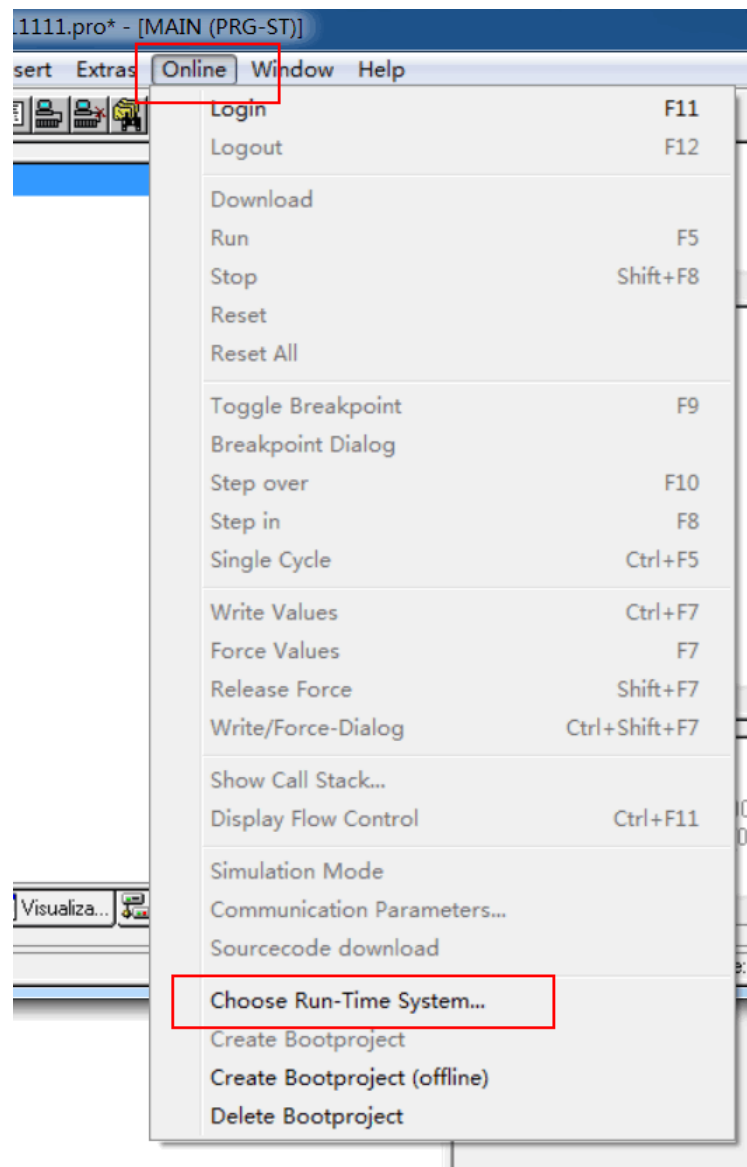 11111.pro* - [MAIN (PRG-ST)]
sert Extras Online Window Help
Login F11
Logout F12
Download
Run F5
Stop Shift+F8
Reset
Reset All
Toggle Breakpoint F9
Breakpoint Dialog
Step over F10
Step in F8
Single Cycle Ctrl+F5
Write Values Ctrl+F7
Force Values F7
Release Force Shift+F7
Write/Force-Dialog Ctrl+Shift+F7
Show Call Stack...
Display Flow Control Ctrl+F11
Simulation Mode
Visualiza...
Communication Parameters...
Sourcecode download
Choose Run-Time System...
Create Bootproject
Create Bootproject (offline)
Delete Bootproject